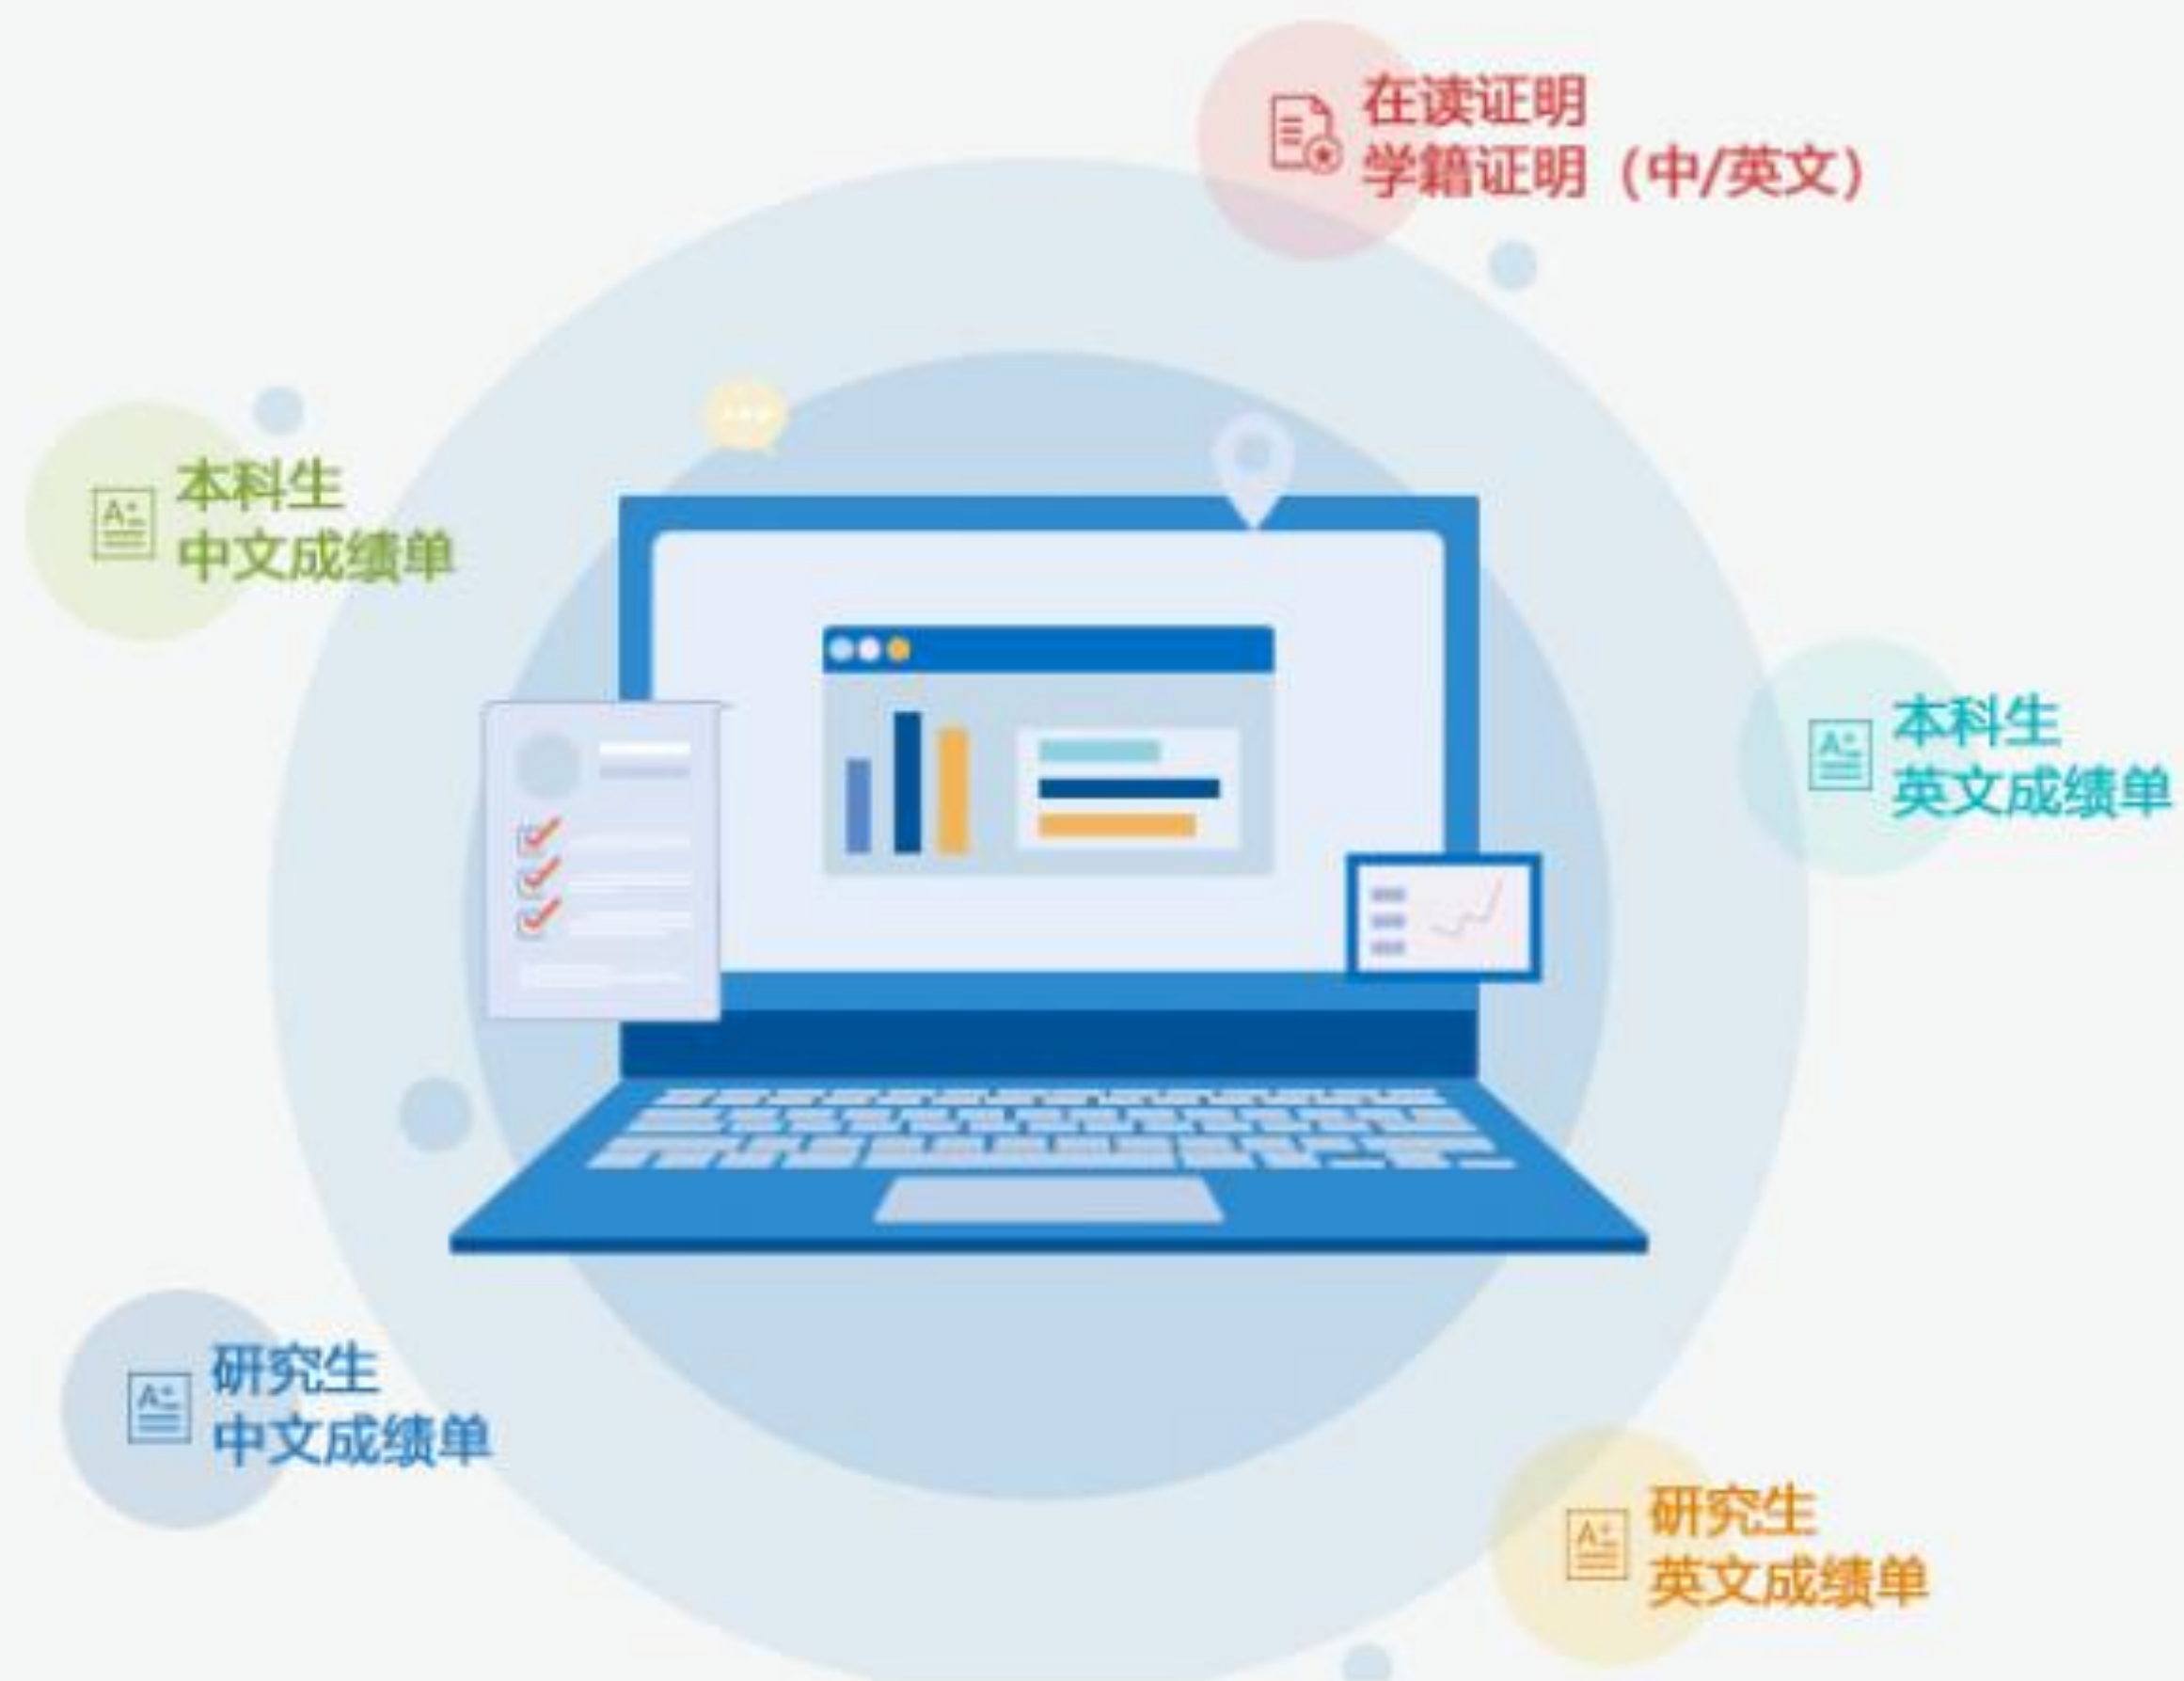 在读证明
学籍证明（中/英文）
本科生
中文成绩单
本科生
英文成绩单
研究生
中文成绩单
研究生
英文成绩单